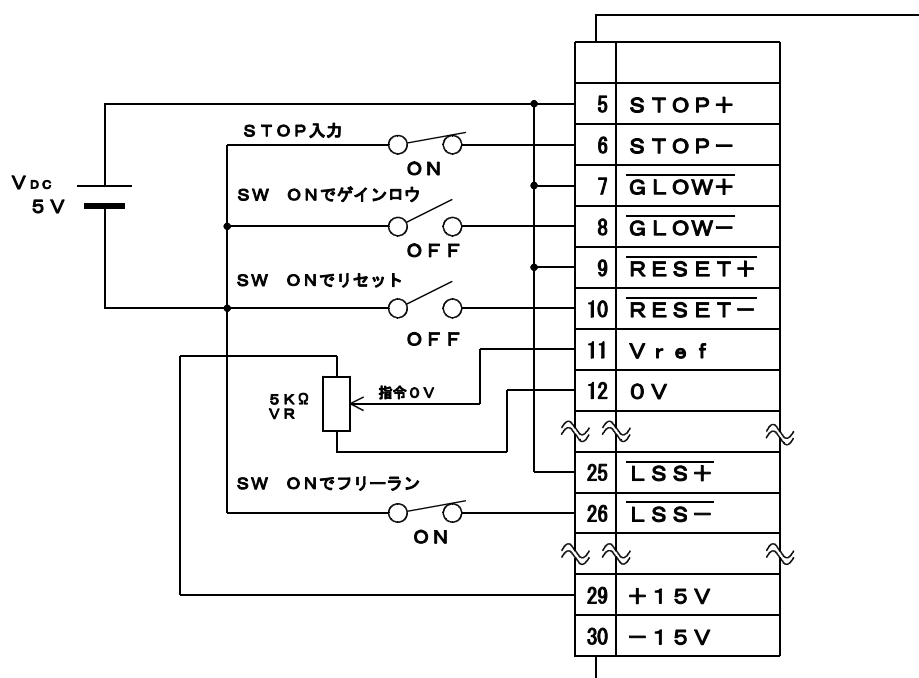 5 STOP+
STOP入力
6 STOP−
ON
VDC
5V
7 GLOW+
SW ONでゲインロウ
8 GLOW−
OFF
9 RESET+
SW ONでリセット
10 RESET−
OFF
11 Vref
5KΩ
VR
指令0V
12 0V
25 LSS+
SW ONでフリーラン
26 LSS−
ON
29 +15V
30 −15V